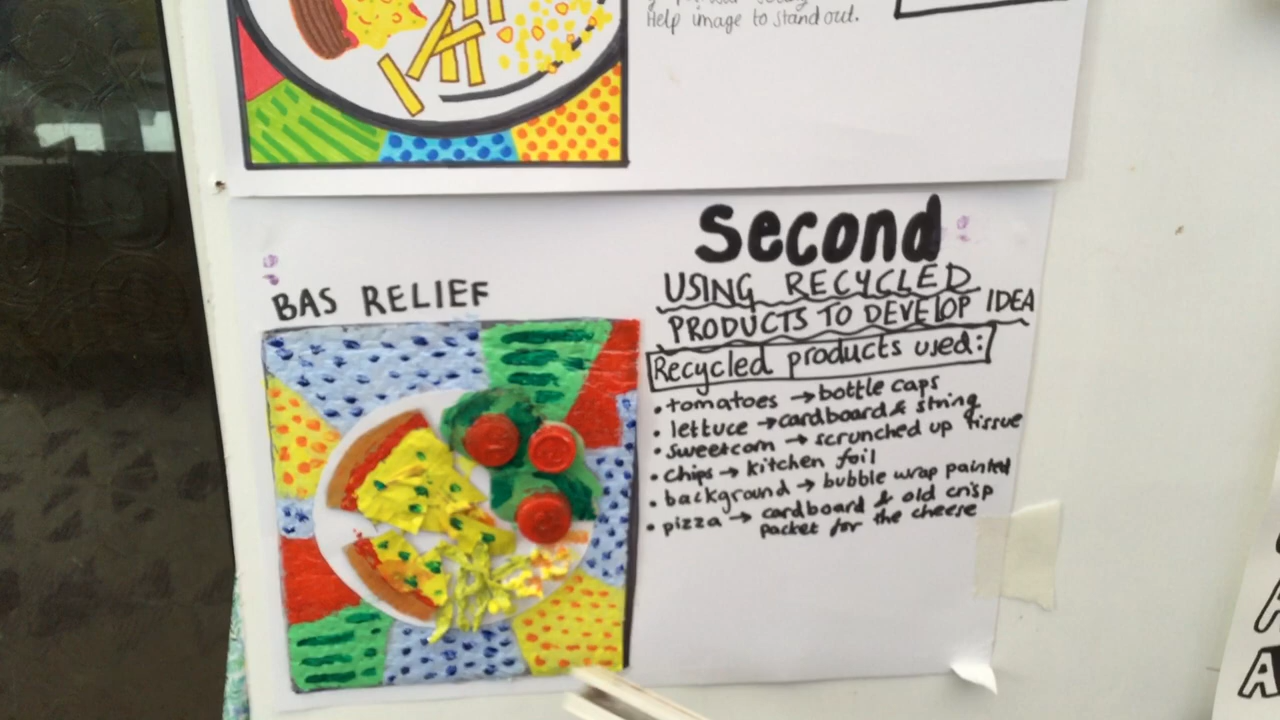 Help image to stand out.
Second
BAS RELIEF
USING RECYCLED
PRODUCTS TO DEVELOP IDEA
Recycled products used:
• tomatoes → bottle caps
• lettuce → cardboard & string
• sweetcorn → scrunched up tissue
• chips → kitchen foil
• background → bubble wrap painted
• pizza → cardboard & old crisp
packet for the cheese